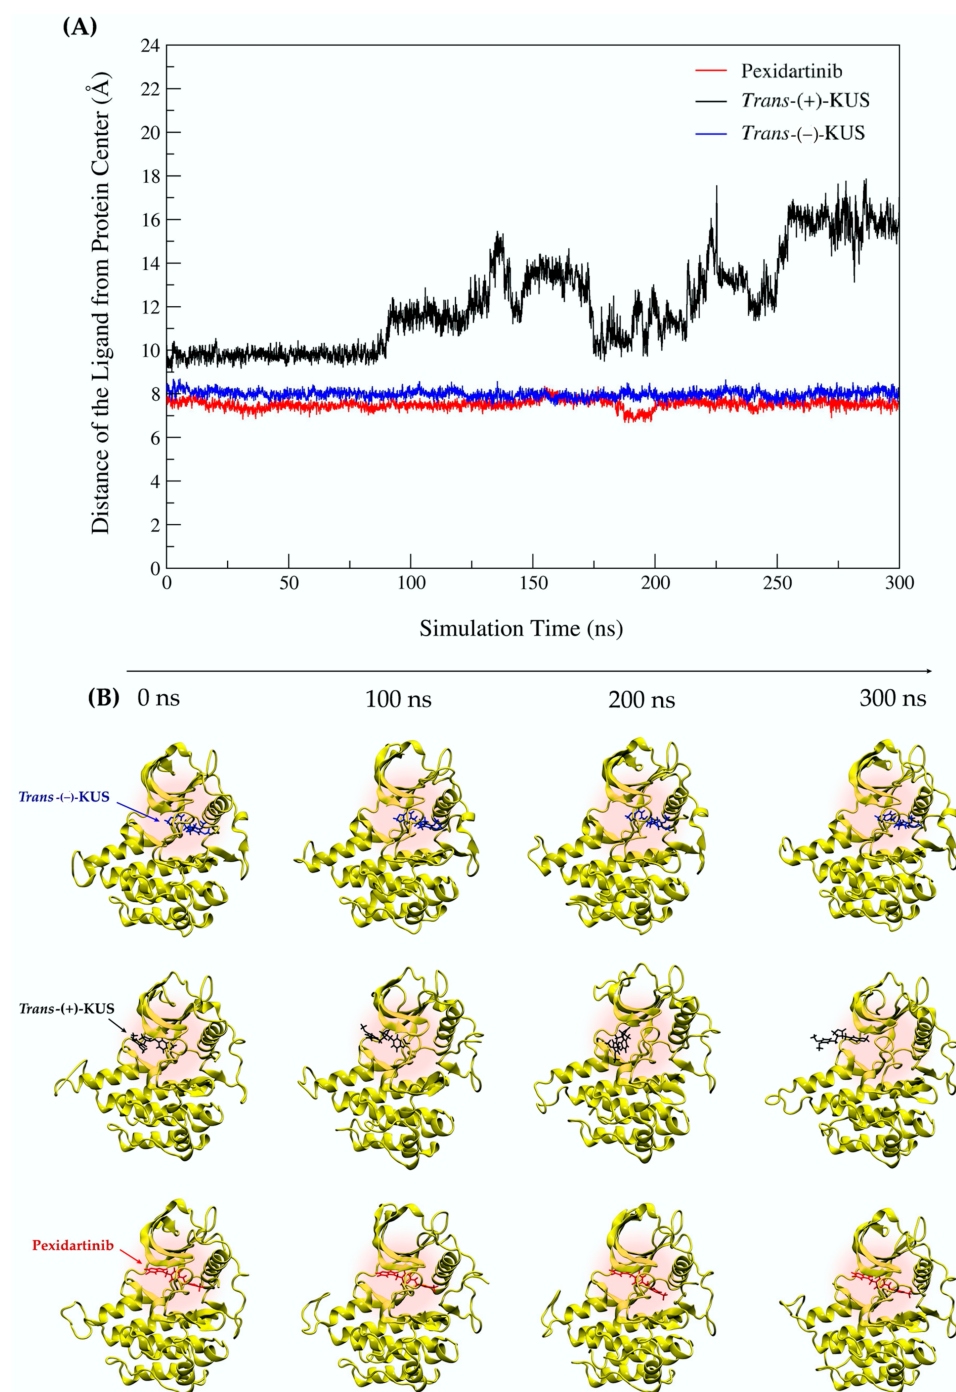 (A)
Distance of the Ligand from Protein Center (Å)
24
22
20
18
16
14
12
10
8
6
4
2
0
Pexidartinib
Trans-(+)-KUS
Trans-(–)-KUS
0 50 100 150 200 250 300
Simulation Time (ns)
(B) 0 ns 100 ns 200 ns 300 ns
Trans-(–)-KUS
Trans-(+)-KUS
Pexidartinib